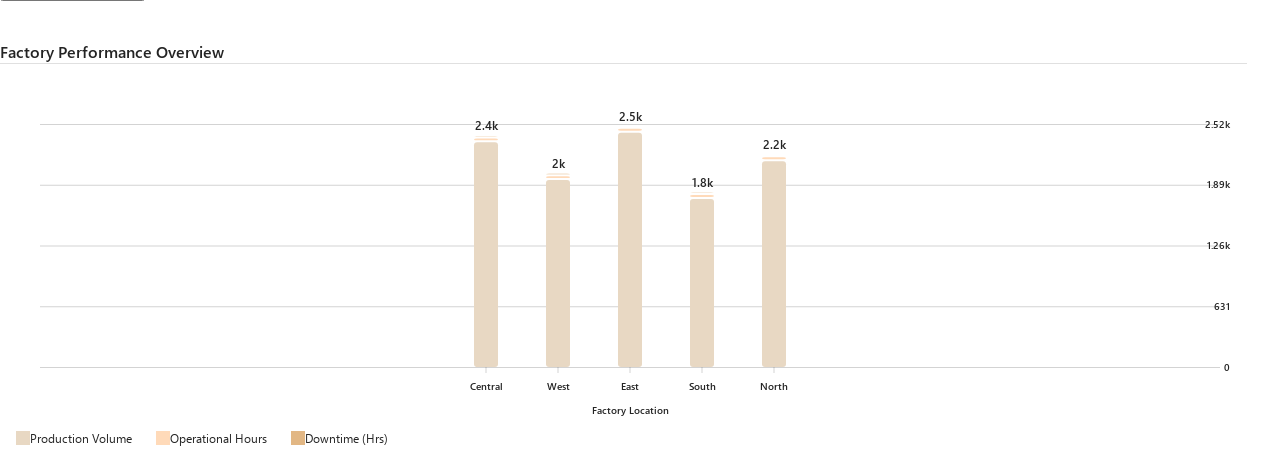 Factory Performance Overview
2.4k
2k
2.5k
1.8k
2.2k
2.52k
1.89k
1.26k
631
0
Central West East South North
Factory Location
Production Volume Operational Hours Downtime (Hrs)